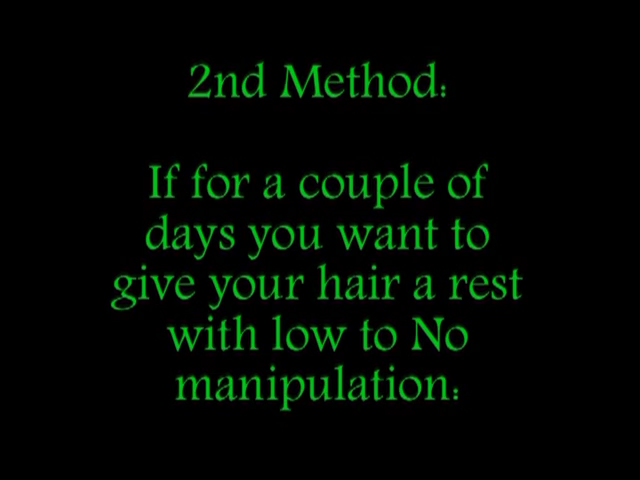 2nd Method:
If for a couple of
days you want to
give your hair a rest
with low to No
manipulation: